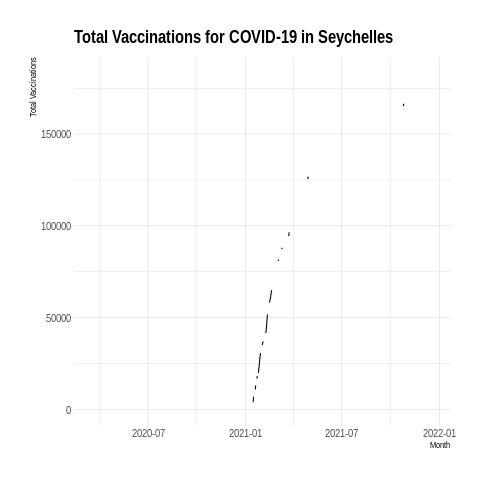 Total Vaccinations for COVID-19 in Seychelles
Total Vaccinations
150000
100000
50000
0
2020-07 2021-01 2021-07 2022-01
Month